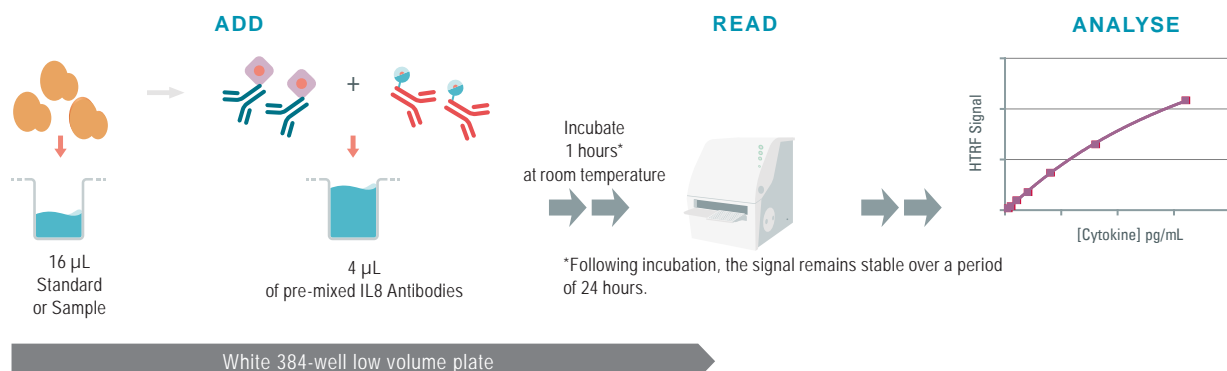 ADD
READ
ANALYSE
+
Incubate
1 hours*
at room temperature
HTRF Signal
[Cytokine] pg/mL
16 µL
Standard
or Sample
4 µL
of pre-mixed IL8 Antibodies
*Following incubation, the signal remains stable over a period
of 24 hours.
White 384-well low volume plate